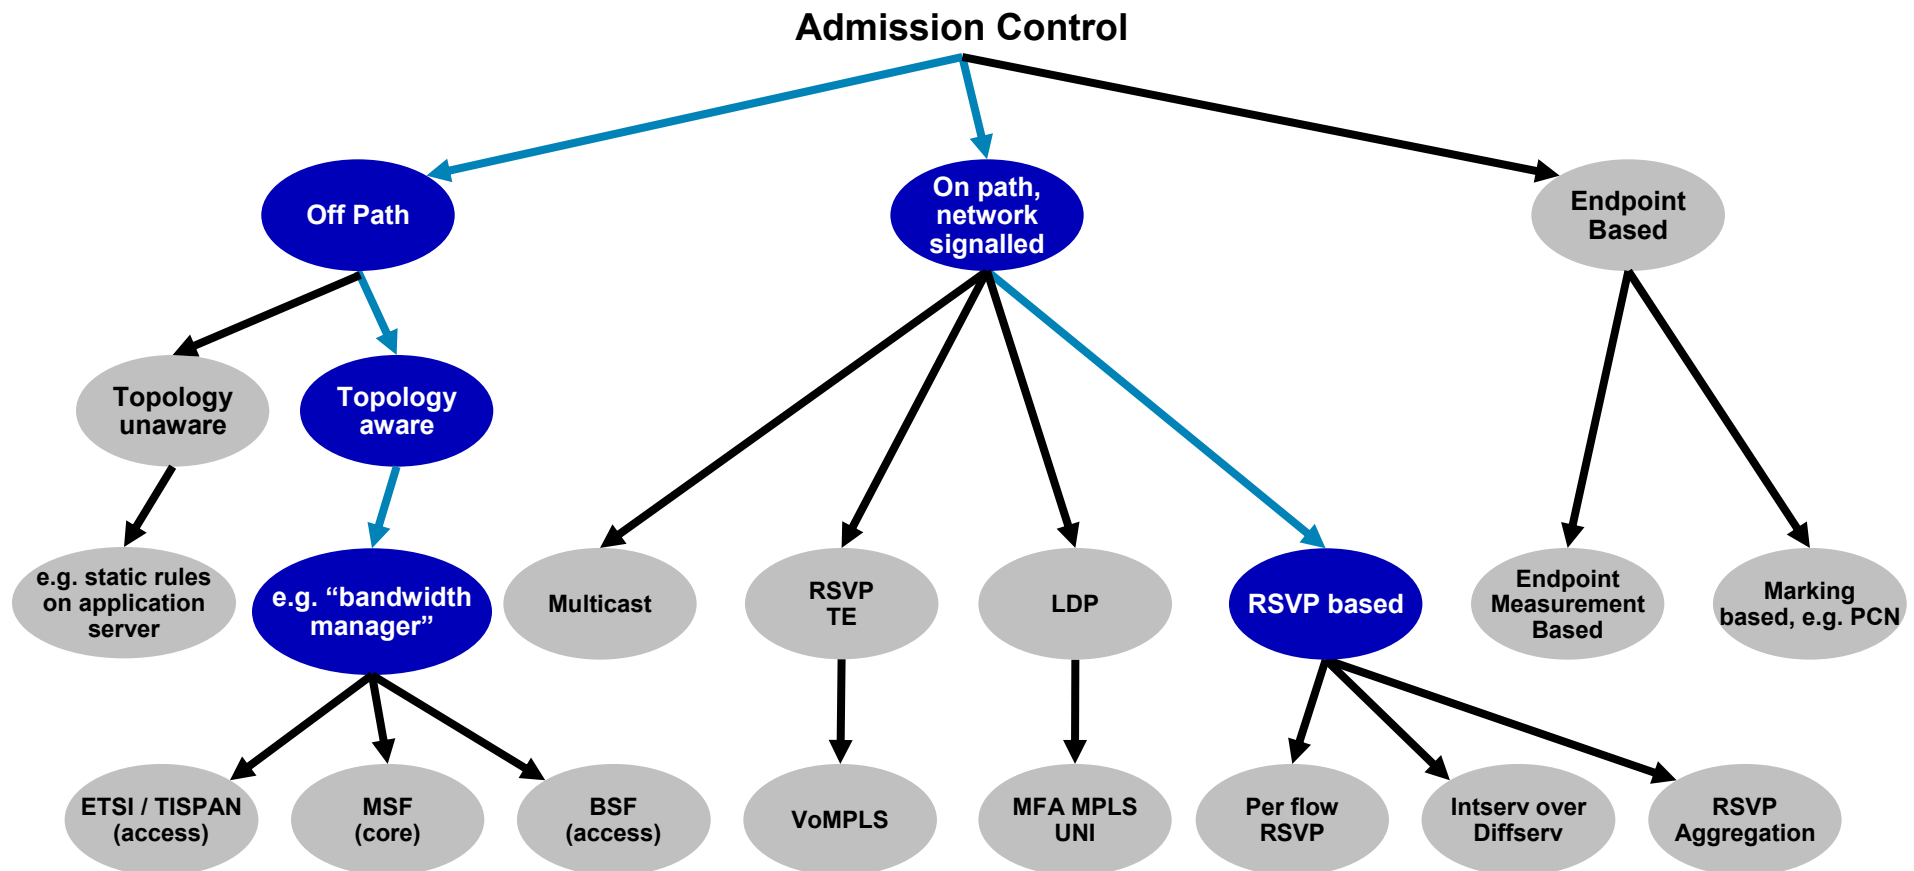 Admission Control
Off Path
On path,
network
signalled
Endpoint
Based
Topology
unaware
Topology
aware
e.g. static rules
on application
server
e.g. “bandwidth
manager”
Multicast
RSVP
TE
LDP
RSVP based
Endpoint
Measurement
Based
Marking
based, e.g. PCN
ETSI / TISPAN
(access)
MSF
(core)
BSF
(access)
VoMPLS
MFA MPLS
UNI
Per flow
RSVP
Intserv over
Diffserv
RSVP
Aggregation